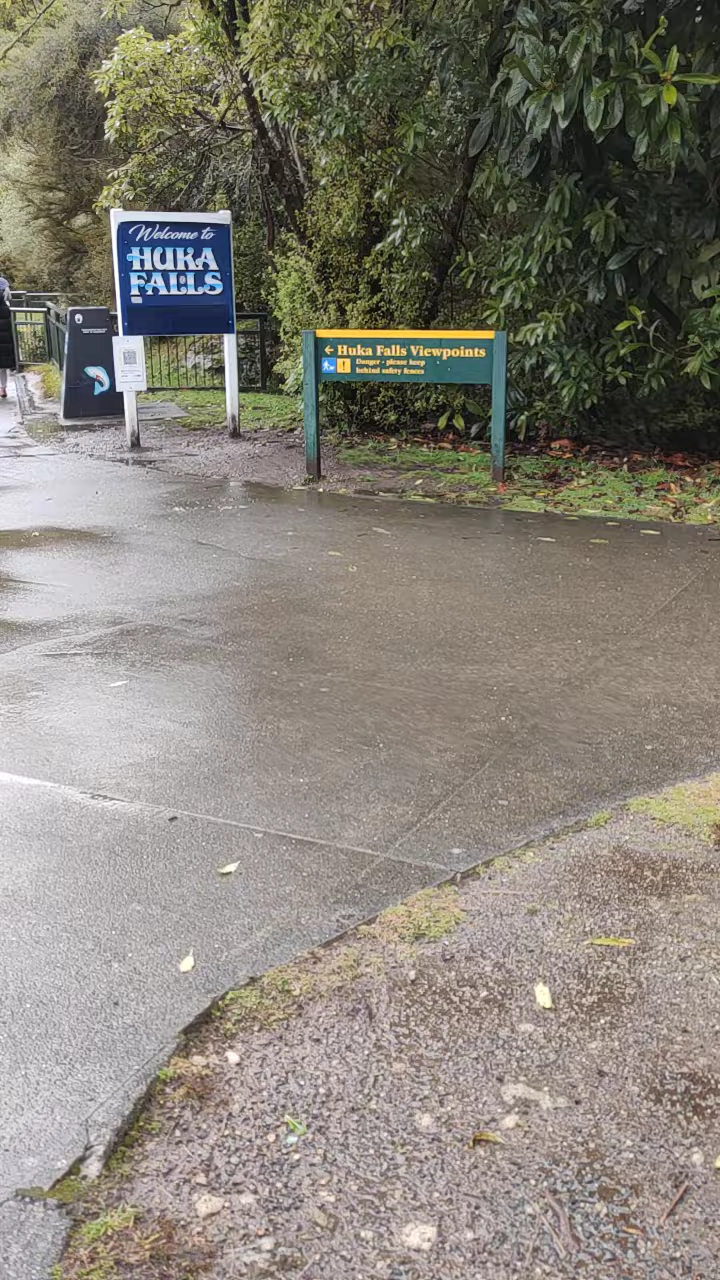 Welcome to
HUKA
FALLS
← Huka Falls Viewpoints
Danger - please keep
behind safety fences